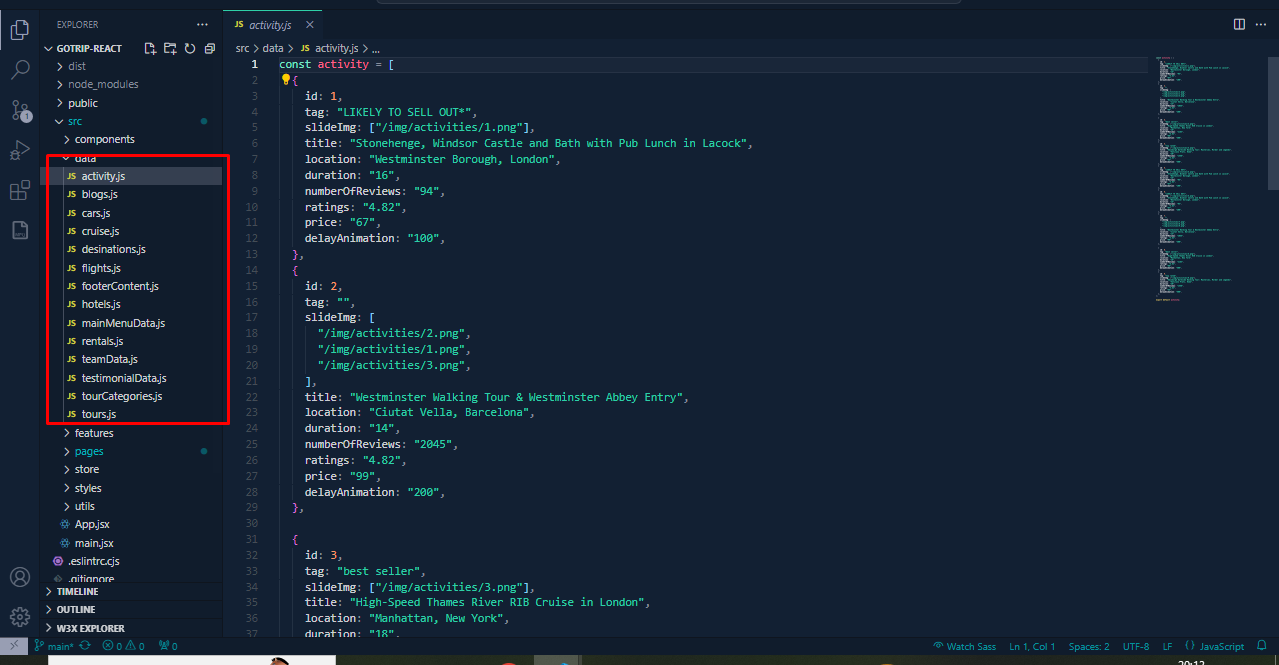 EXPLORER
GOTRIP-REACT
dist
node_modules
public
src
components
data
JS activity.js
JS blogs.js
JS cars.js
JS cruise.js
JS desinations.js
JS flights.js
JS footerContent.js
JS hotels.js
JS mainMenuData.js
JS rentals.js
JS teamData.js
JS testimonialData.js
JS tourCategories.js
JS tours.js
features
pages
store
styles
utils
App.jsx
main.jsx
.eslintrc.cjs
.gitignore
TIMELINE
OUTLINE
W3X EXPLORER
1
JS activity.js
src > data > JS activity.js > ...
1 const activity = [
2 {
3 id: 1,
4 tag: "LIKELY TO SELL OUT*",
5 slideImg: ["/img/activities/1.png"],
6 title: "Stonehenge, Windsor Castle and Bath with Pub Lunch in Lacock",
7 location: "Westminster Borough, London",
8 duration: "16",
9 numberOfReviews: "94",
10 ratings: "4.82",
11 price: "67",
12 delayAnimation: "100",
13 },
14 {
15 id: 2,
16 tag: "",
17 slideImg: [
18 "/img/activities/2.png",
19 "/img/activities/1.png",
20 "/img/activities/3.png",
21 ],
22 title: "Westminster Walking Tour & Westminster Abbey Entry",
23 location: "Ciutat Vella, Barcelona",
24 duration: "14",
25 numberOfReviews: "2045",
26 ratings: "4.82",
27 price: "99",
28 delayAnimation: "200",
29 },
30
31 {
32 id: 3,
33 tag: "best seller",
34 slideImg: ["/img/activities/3.png"],
35 title: "High-Speed Thames River RIB Cruise in London",
36 location: "Manhattan, New York",
37 duration: "18",
main* 0 0 0
Watch Sass Ln 1, Col 1 Spaces: 2 UTF-8 LF {} JavaScript
20:12